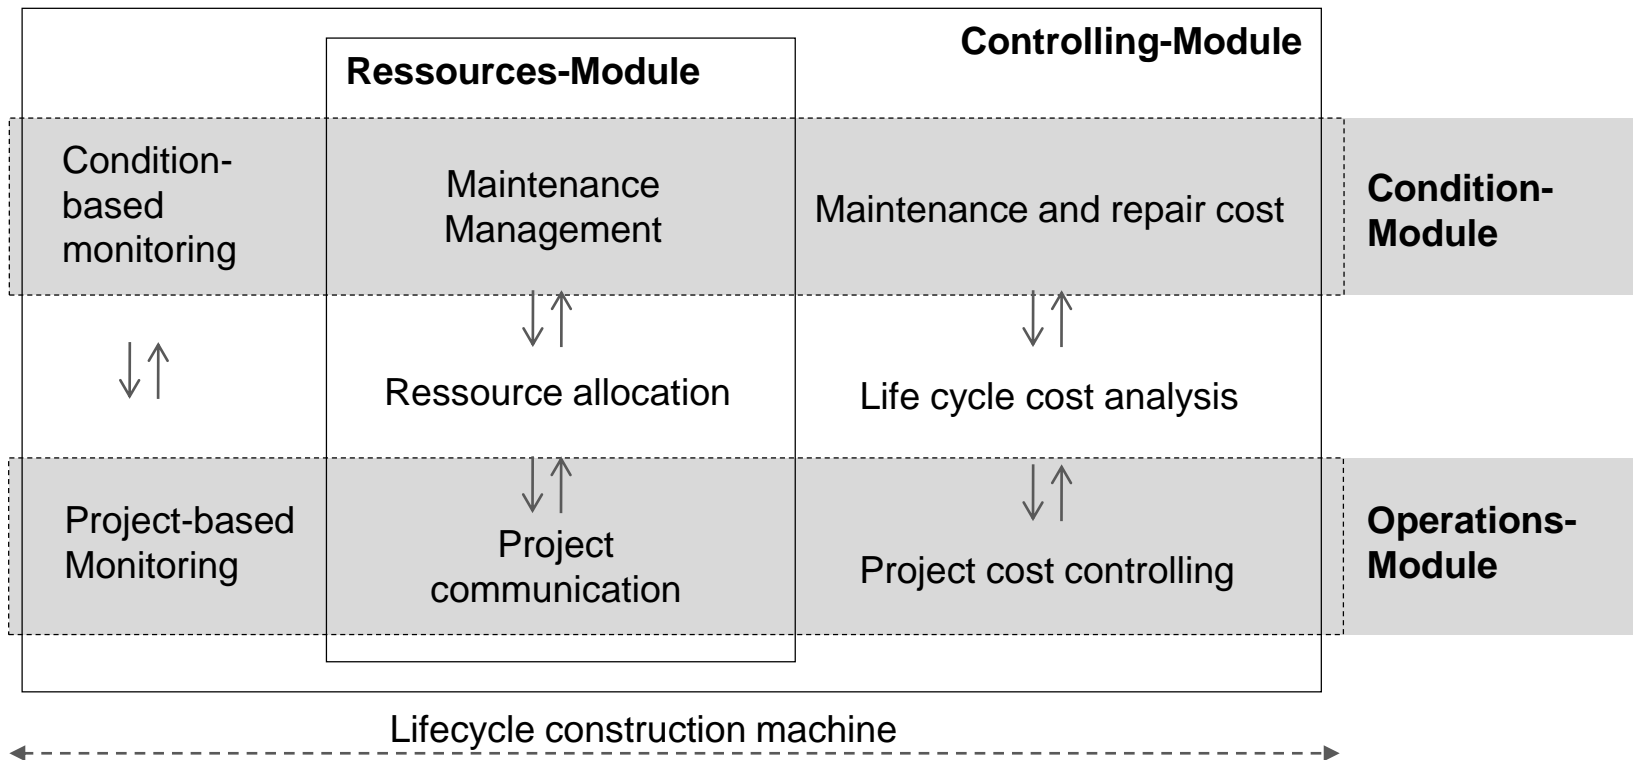 Controlling-Module
Ressources-Module
Condition-
based
monitoring
Maintenance
Management
Maintenance and repair cost
Condition-
Module
Ressource allocation
Life cycle cost analysis
Project-based
Monitoring
Project
communication
Project cost controlling
Operations-
Module
Lifecycle construction machine